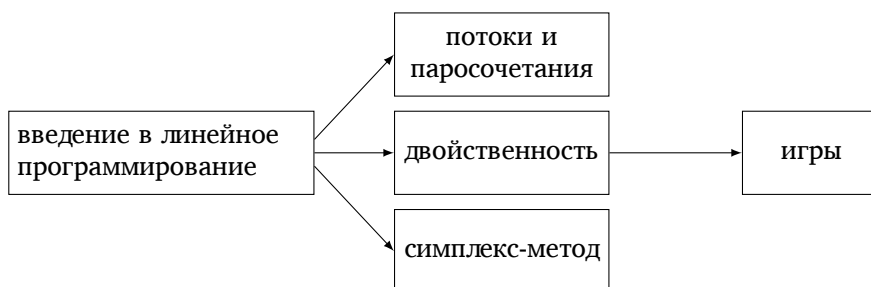 потоки и
паросочетания
введение в линейное
программирование
двойственность
игры
симплекс-метод